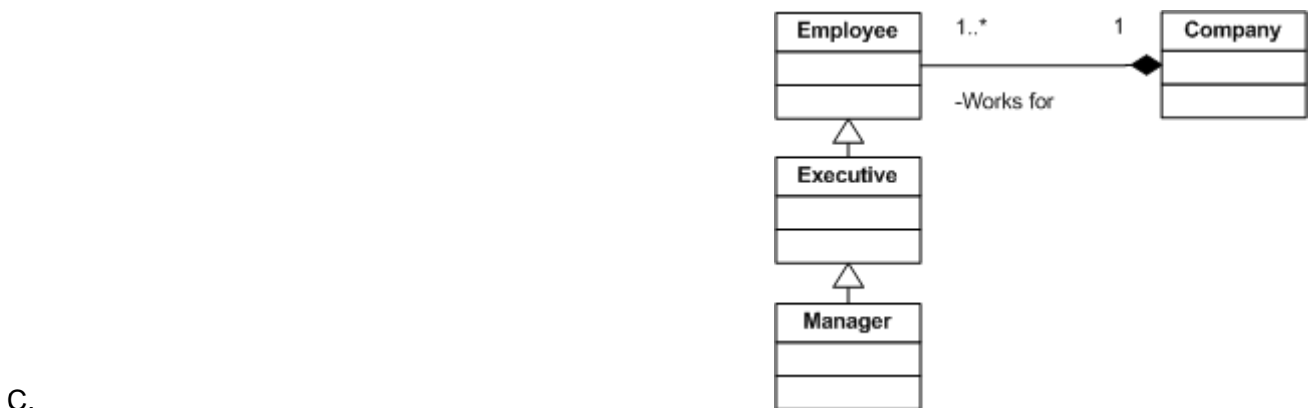 Employee 1..* 1 Company
-Works for
Executive
Manager
C.